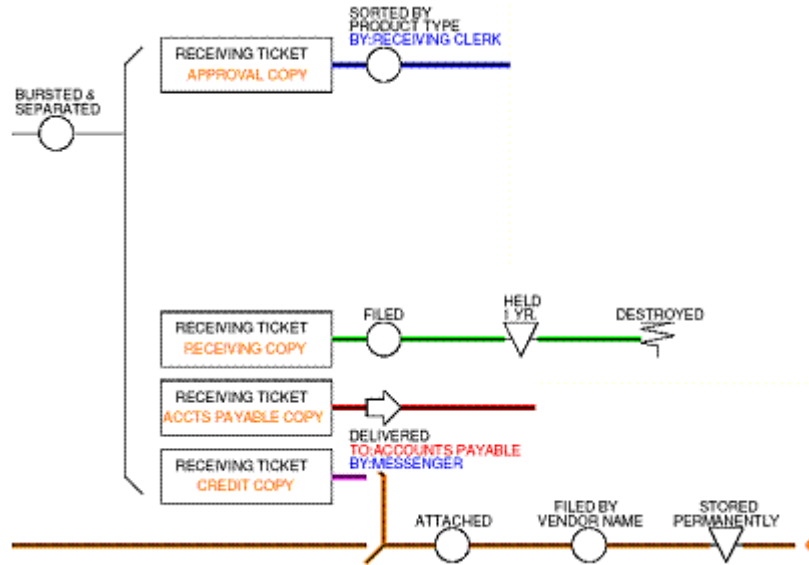 SORTED BY
PRODUCT TYPE
BY:RECEIVING CLERK
RECEIVING TICKET
APPROVAL COPY
BURSTED &
SEPARATED
RECEIVING TICKET
RECEIVING COPY
FILED
HELD
1 YR.
DESTROYED
RECEIVING TICKET
ACCTS PAYABLE COPY
DELIVERED
TO:ACCOUNTS PAYABLE
BY:MESSENGER
RECEIVING TICKET
CREDIT COPY
ATTACHED
FILED BY
VENDOR NAME
STORED
PERMANENTLY